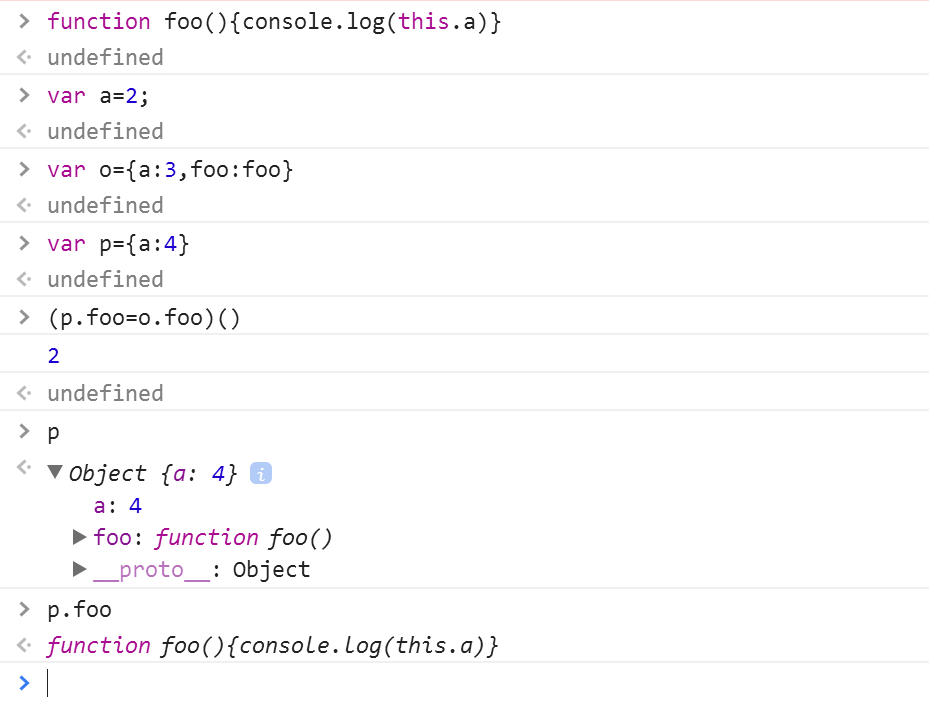 > function foo(){console.log(this.a)}
undefined
> var a=2;
undefined
> var o={a:3,foo:foo}
undefined
> var p={a:4}
undefined
> (p.foo=o.foo)()
2
undefined
> p
Object {a: 4} i
a: 4
foo: function foo()
__proto__: Object
> p.foo
function foo(){console.log(this.a)}
>